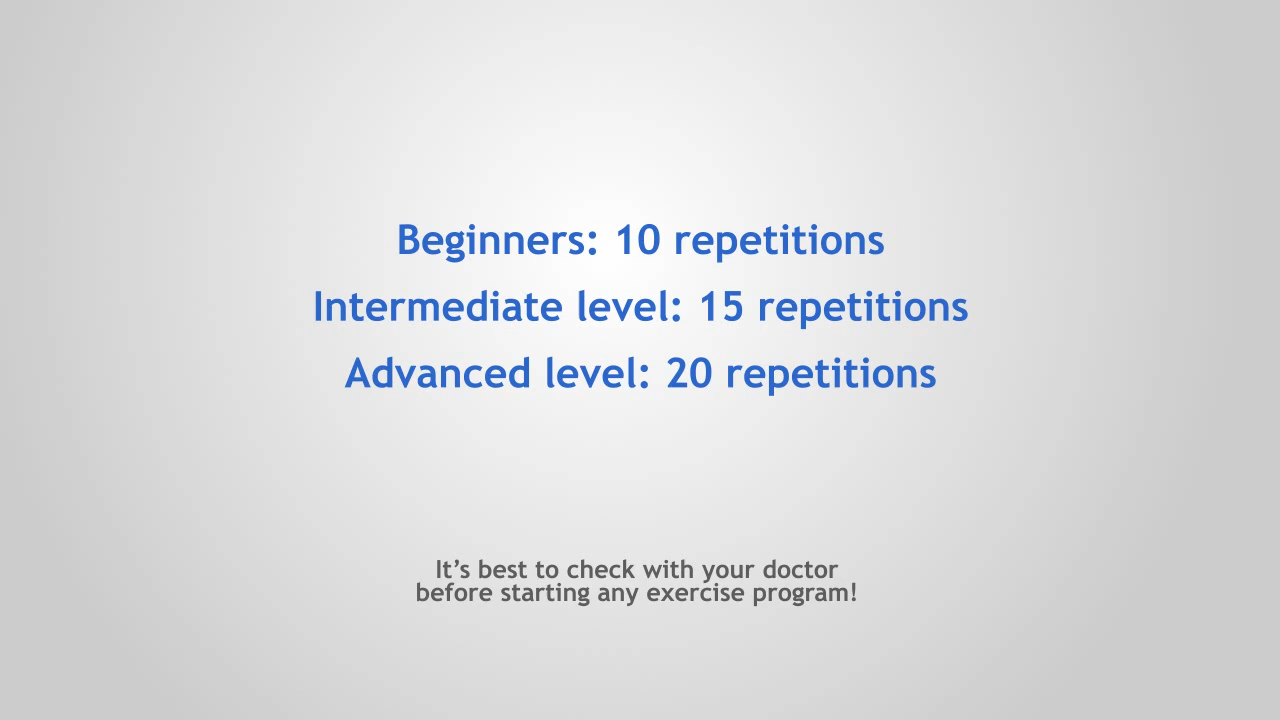 Beginners: 10 repetitions
Intermediate level: 15 repetitions
Advanced level: 20 repetitions
It’s best to check with your doctor
before starting any exercise program!